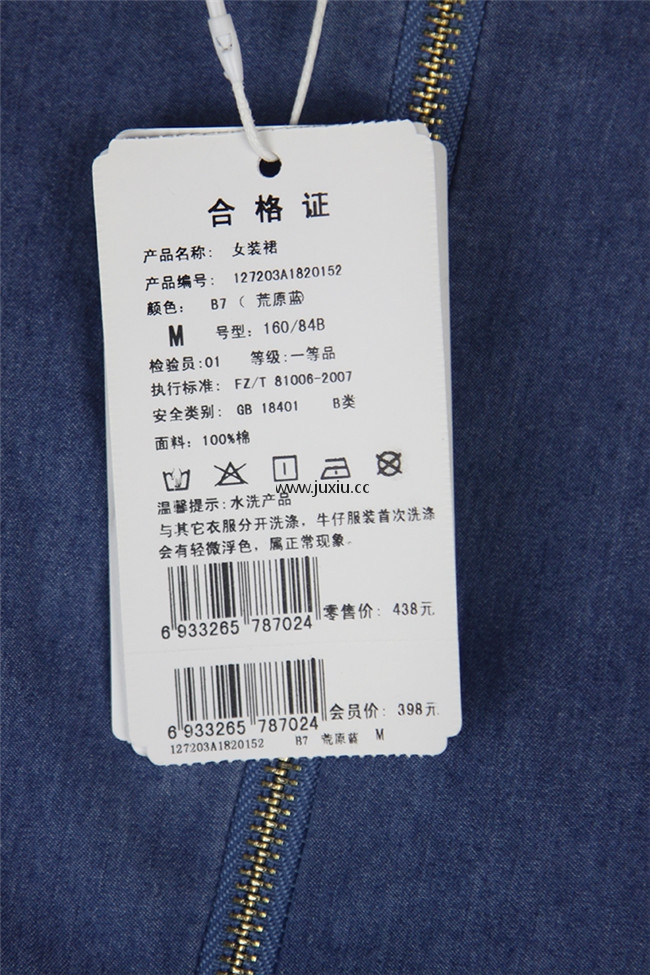 合格证
产品名称: 女装裙
产品编号: 127203A1820152
颜色: B7 ( 荒原蓝)
M 号型: 160/84B
检验员:01 等级:一等品
执行标准: FZ/T 81006-2007
安全类别: GB 18401 B类
面料: 100%棉
www.juxiu.cc
温馨提示:水洗产品
与其它衣服分开洗涤, 牛仔服装首次洗涤
会有轻微浮色, 属正常现象。
6 933265 787024 零售价: 438元
6 933265 787024 会员价: 398元
127203A1820152 B7 荒原蓝 M